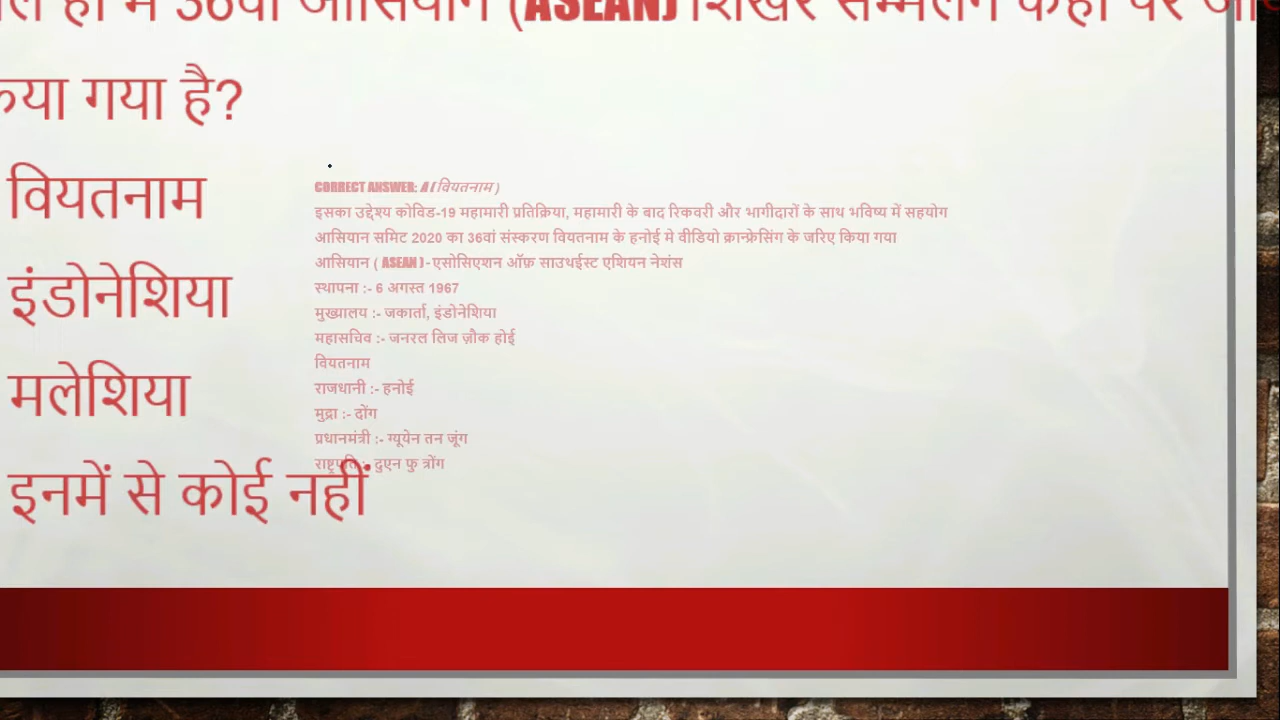 हा में 36वां आसियान (ASEAN) शिखर सम्मेलन कहां पर
गया है?
वियतनाम
इंडोनेशिया
मलेशिया
इनमें से कोई नहीं
CORRECT ANSWER: A ( वियतनाम )
इसका उद्देश्य कोविड-19 महामारी प्रतिक्रिया, महामारी के बाद रिकवरी और भागीदारों के साथ भविष्य में सहयोग
आसियान समिट 2020 का 36वां संस्करण वियतनाम के हनोई मे वीडियो क्रान्फ्रेसिंग के जरिए किया गया
आसियान ( ASEAN ) - एसोसिएशन ऑफ़ साउथईस्ट एशियन नेशंस
स्थापना :- 6 अगस्त 1967
मुख्यालय :- जकार्ता, इंडोनेशिया
महासचिव :- जनरल लिज ज़ौक होई
वियतनाम
राजधानी :- हनोई
मुद्रा :- दोंग
प्रधानमंत्री :- ग्यूयेन तन जूंग
राष्ट्रपति :- दुएन फु त्रोंग